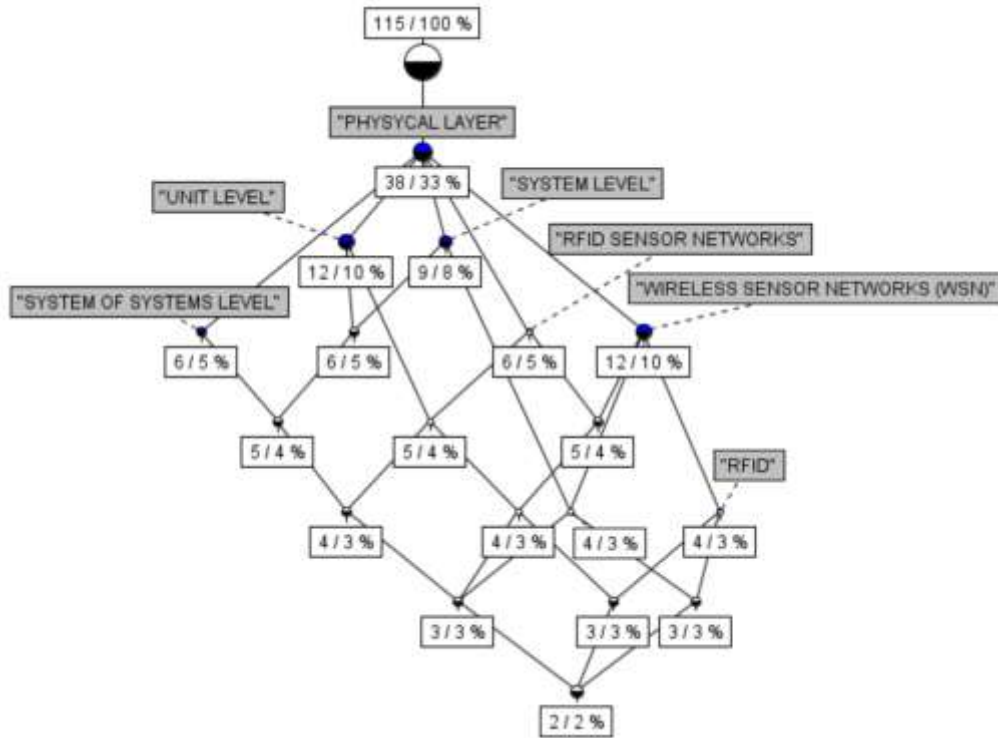 115 / 100 %
"PHYSYCAL LAYER"
38 / 33 %
"SYSTEM LEVEL"
"UNIT LEVEL"
"RFID SENSOR NETWORKS"
12 / 10 %
9 / 8 %
"WIRELESS SENSOR NETWORKS (WSN)"
"SYSTEM OF SYSTEMS LEVEL"
6 / 5 %
6 / 5 %
6 / 5 %
12 / 10 %
5 / 4 %
5 / 4 %
5 / 4 %
"RFID"
4 / 3 %
4 / 3 %
4 / 3 %
4 / 3 %
3 / 3 %
3 / 3 %
3 / 3 %
2 / 2 %